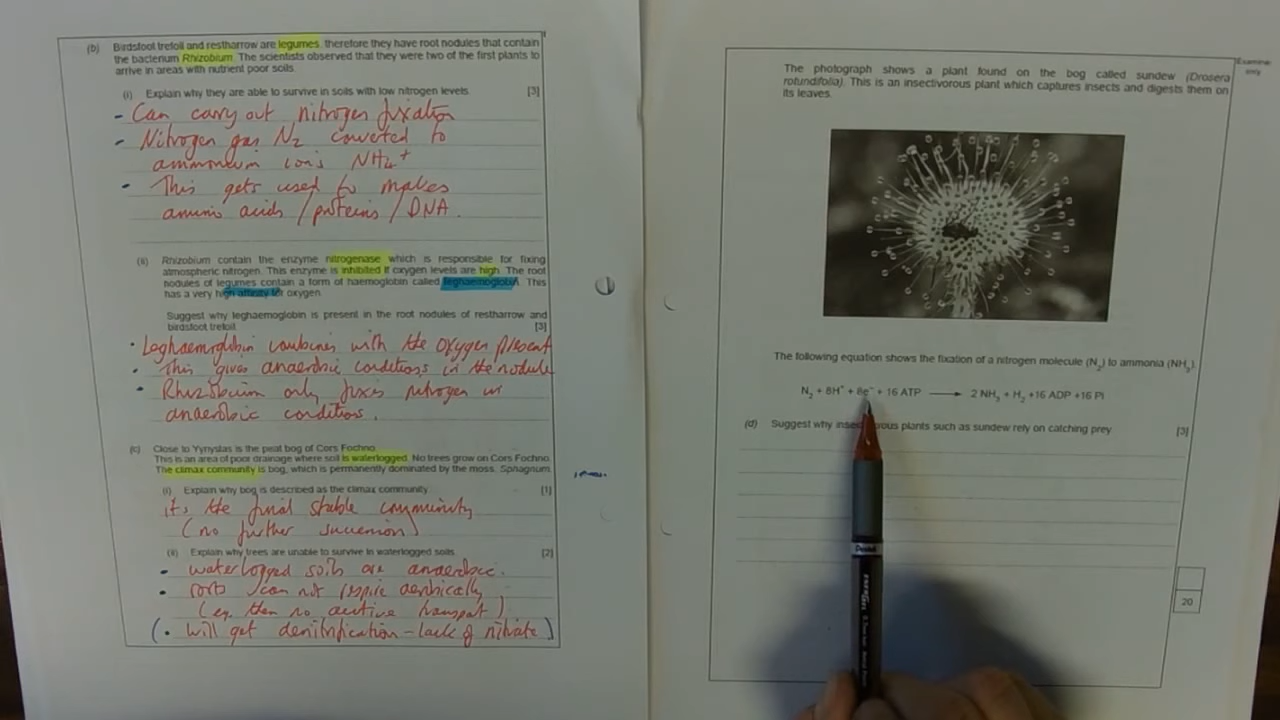 (b) Birdsfoot trefoil and restharrow are legumes, therefore they have root nodules that contain
the bacterium Rhizobium. The scientists observed that they were two of the first plants to
arrive in areas with nutrient poor soils.
(i) Explain why they are able to survive in soils with low nitrogen levels. [3]
- Can carry out nitrogen fixation
- Nitrogen gas N2 converted to
ammonium ions NH4+
- This gets used to makes
amino acids / proteins / DNA.
(ii) Rhizobium contain the enzyme nitrogenase which is responsible for fixing
atmospheric nitrogen. This enzyme is inhibited if oxygen levels are high. The root
nodules of legumes contain a form of haemoglobin called leghaemoglobin. This
has a very high affinity for oxygen.
Suggest why leghaemoglobin is present in the root nodules of restharrow and
birdsfoot trefoil. [3]
• Leghaemoglobin combines with the oxygen present
• This gives anaerobic conditions in the nodule
• Rhizobium only fixes nitrogen in
anaerobic conditions.
(c) Close to Ynyslas is the peat bog of Cors Fochno.
This is an area of poor drainage where soil is waterlogged. No trees grow on Cors Fochno.
The climax community is bog, which is permanently dominated by the moss, Sphagnum.
(i) Explain why bog is described as the climax community. [1]
it's the final stable community
(no further succession)
(ii) Explain why trees are unable to survive in waterlogged soils. [2]
• waterlogged soils are anaerobic.
• roots can not respire aerobically
(eg. then no active transport)
(• will get denitrification - lack of nitrate)
Examiner
only
The photograph shows a plant found on the bog called sundew (Drosera
rotundifolia). This is an insectivorous plant which captures insects and digests them on
its leaves.
The following equation shows the fixation of a nitrogen molecule (N2) to ammonia (NH3)
N2 + 8H+ + 8e- + 16 ATP ⟶ 2 NH3 + H2 +16 ADP +16 Pi
(d) Suggest why insectivorous plants such as sundew rely on catching prey. [3]
20